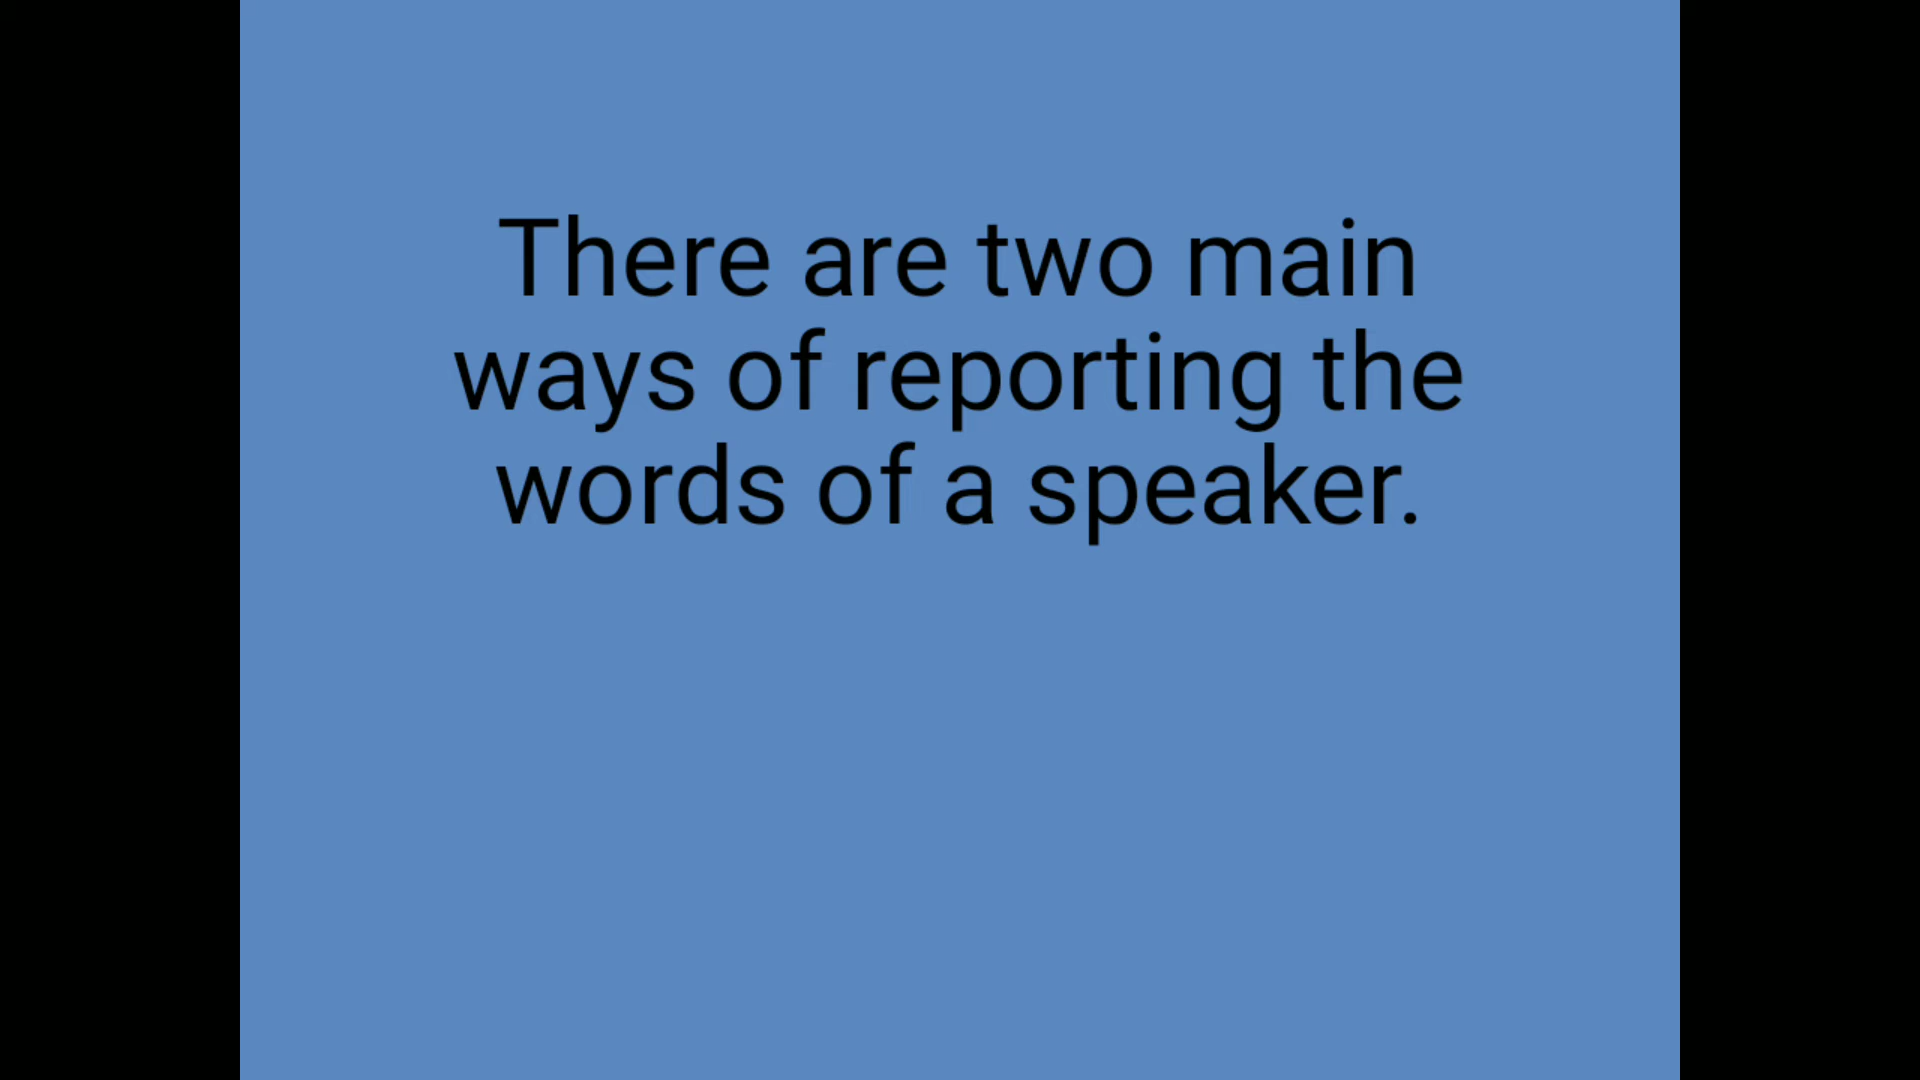 There are two main
ways of reporting the
words of a speaker.